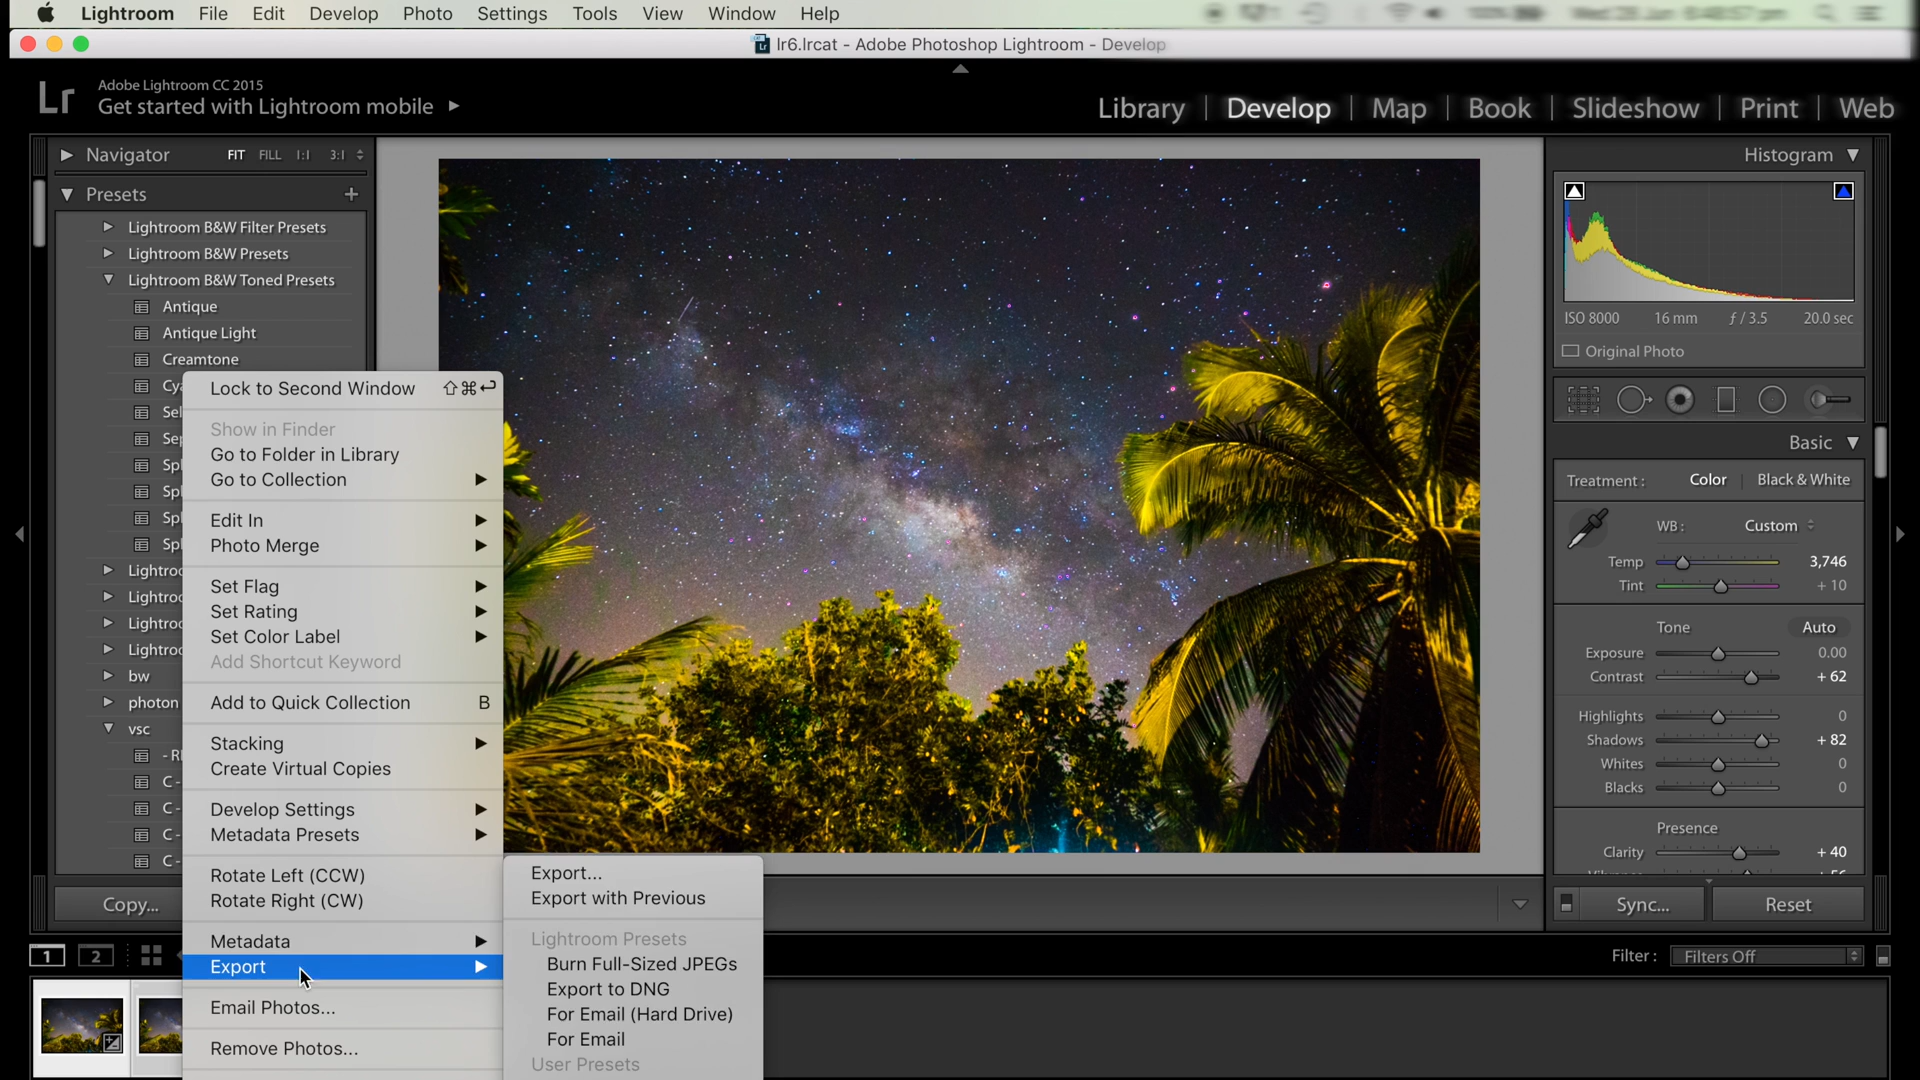 Lightroom File Edit Develop Photo Settings Tools View Window Help
lr6.lrcat - Adobe Photoshop Lightroom - Develop
Lr
Adobe Lightroom CC 2015
Get started with Lightroom mobile
Library Develop Map Book Slideshow Print Web
Navigator FIT FILL 1:1 3:1
Presets
Lightroom B&W Filter Presets
Lightroom B&W Presets
Lightroom B&W Toned Presets
Antique
Antique Light
Creamtone
bw
photon
vsc
Copy...
Lock to Second Window ⇧⌘↩
Show in Finder
Go to Folder in Library
Go to Collection
Edit In
Photo Merge
Set Flag
Set Rating
Set Color Label
Add Shortcut Keyword
Add to Quick Collection B
Stacking
Create Virtual Copies
Develop Settings
Metadata Presets
Rotate Left (CCW)
Rotate Right (CW)
Metadata
Export
Email Photos...
Remove Photos...
Export...
Export with Previous
Lightroom Presets
Burn Full-Sized JPEGs
Export to DNG
For Email (Hard Drive)
For Email
User Presets
Histogram
ISO 8000 16 mm ƒ / 3.5 20.0 sec
Original Photo
Basic
Treatment : Color Black & White
WB : Custom
Temp 3,746
Tint + 10
Tone Auto
Exposure 0.00
Contrast + 62
Highlights 0
Shadows + 82
Whites 0
Blacks 0
Presence
Clarity + 40
Sync... Reset
1 2
Filter : Filters Off